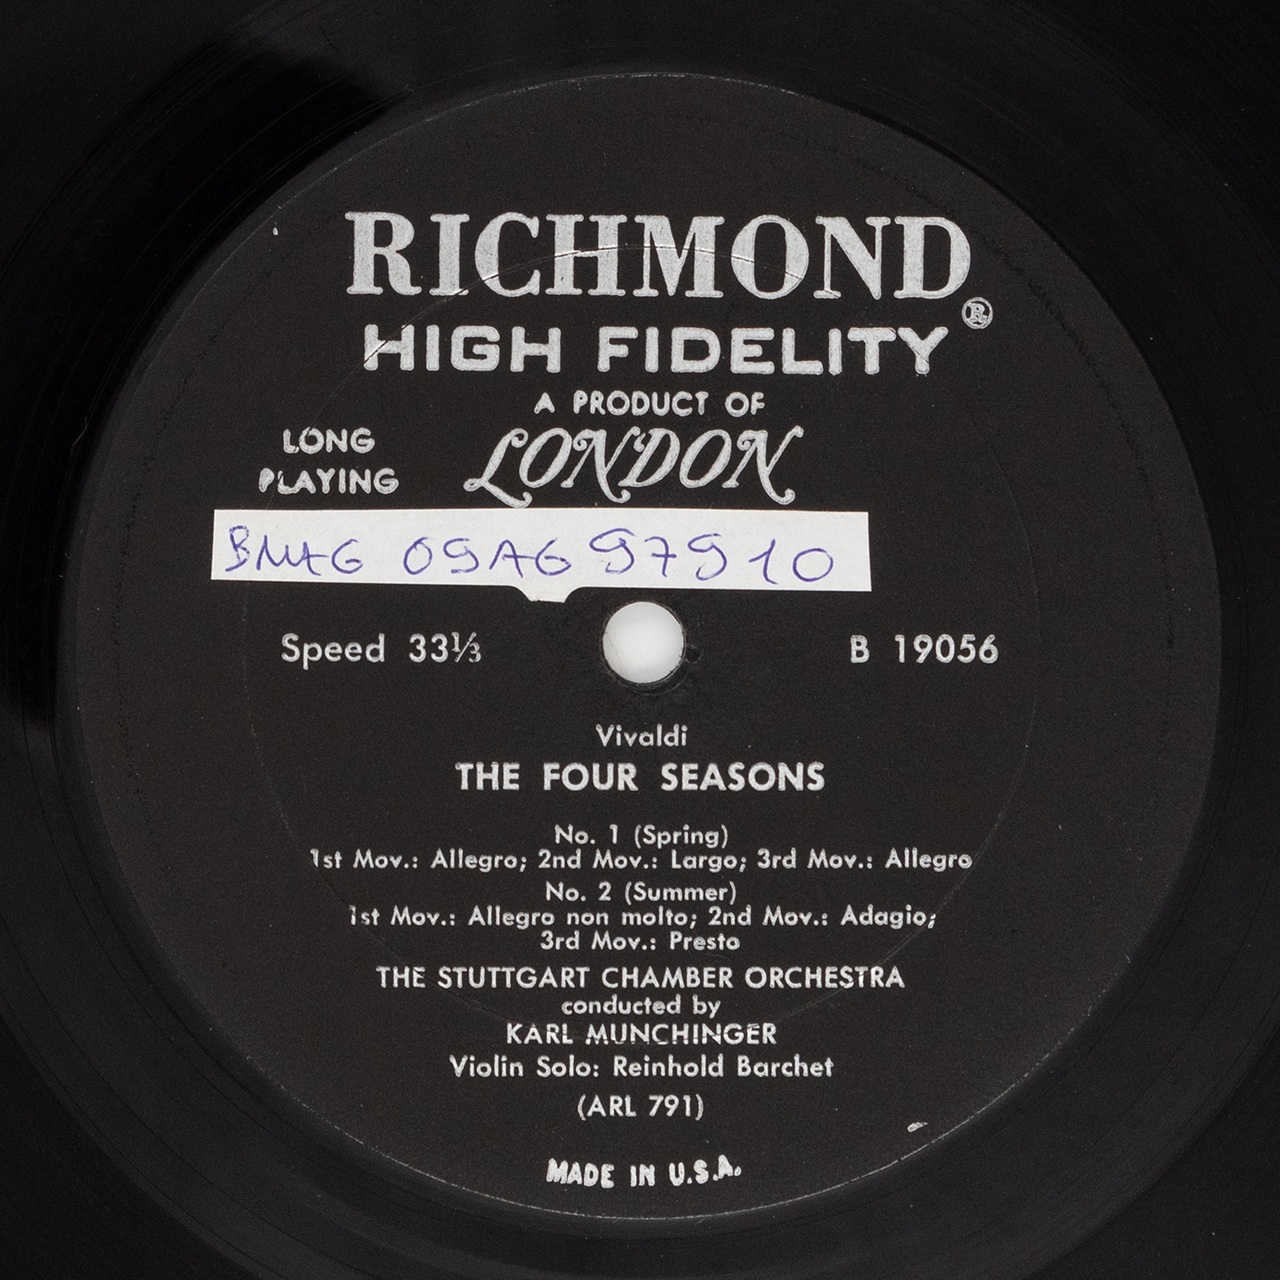 RICHMOND®
HIGH FIDELITY
A PRODUCT OF
LONG PLAYING
LONDON
BMAG 09AG97910
Speed 33⅓
B 19056
Vivaldi
THE FOUR SEASONS
No. 1 (Spring)
1st Mov.: Allegro; 2nd Mov.: Largo; 3rd Mov.: Allegro
No. 2 (Summer)
1st Mov.: Allegro non molto; 2nd Mov.: Adagio;
3rd Mov.: Presto
THE STUTTGART CHAMBER ORCHESTRA
conducted by
KARL MUNCHINGER
Violin Solo: Reinhold Barchet
(ARL 791)
MADE IN U.S.A.